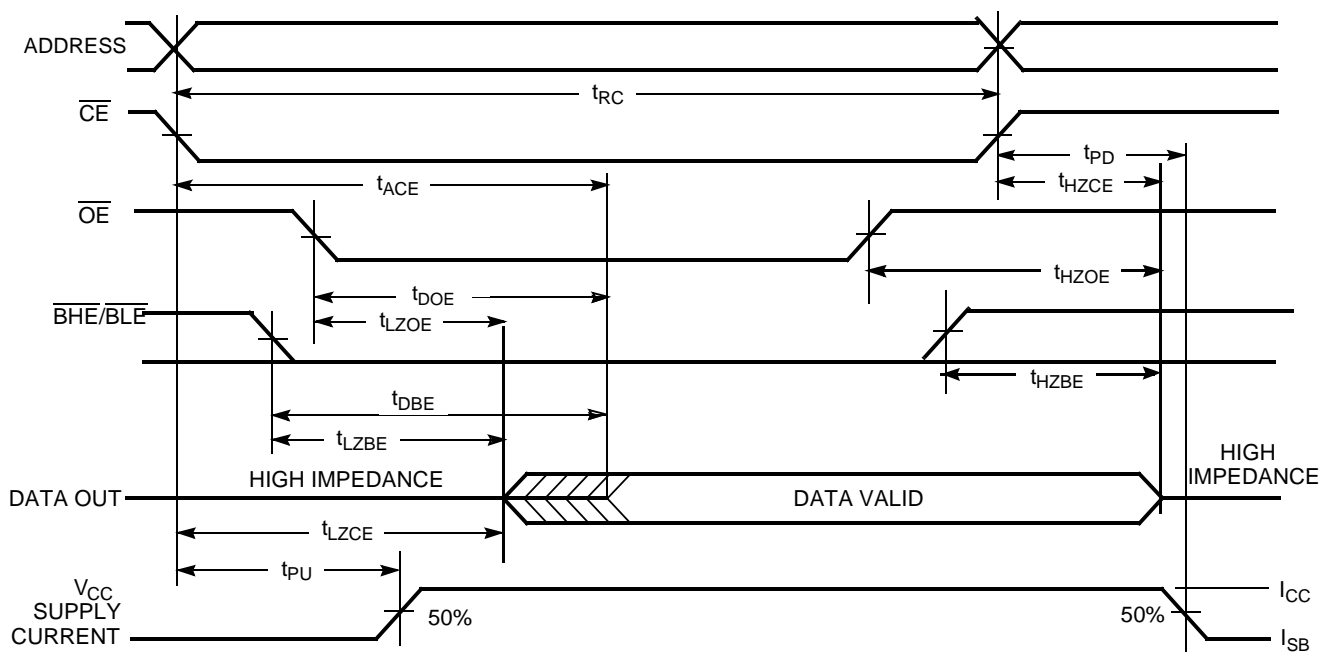 ADDRESS
tRC
CE
tPD
tACE
tHZCE
OE
tHZOE
tDOE
BHE/BLE
tLZOE
tHZBE
tDBE
tLZBE
HIGH IMPEDANCE
HIGH
IMPEDANCE
DATA OUT
DATA VALID
tLZCE
tPU
VCC
SUPPLY
CURRENT
50%
50%
ICC
ISB